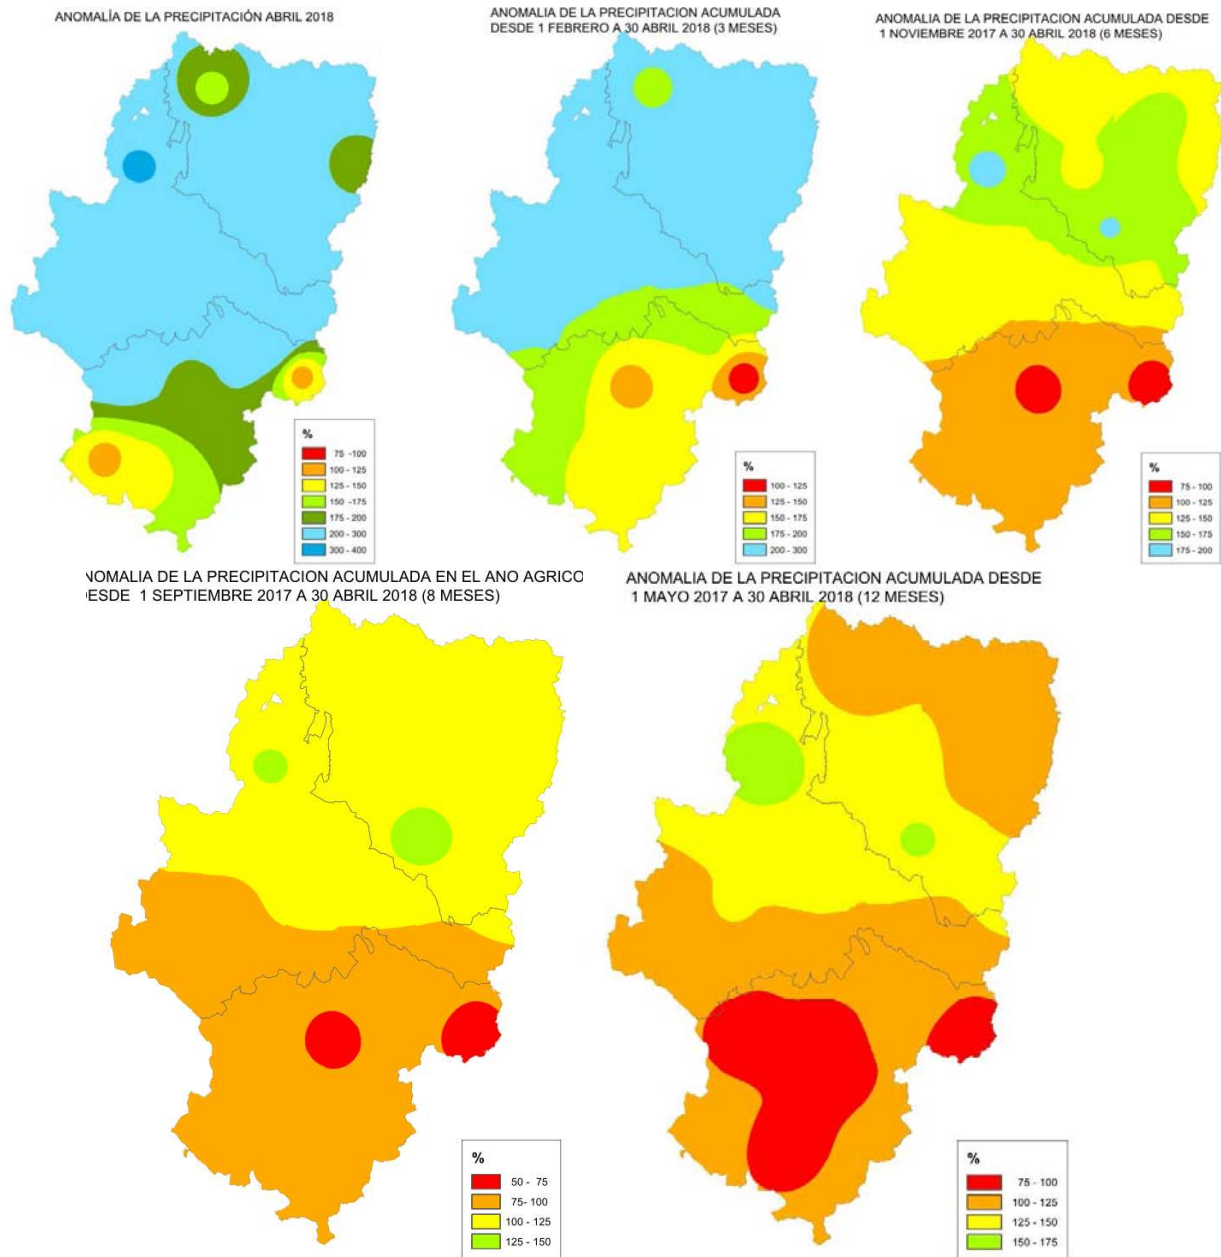 ANOMALÍA DE LA PRECIPITACIÓN ABRIL 2018
ANOMALIA DE LA PRECIPITACION ACUMULADA
DESDE 1 FEBRERO A 30 ABRIL 2018 (3 MESES)
ANOMALIA DE LA PRECIPITACION ACUMULADA DESDE
1 NOVIEMBRE 2017 A 30 ABRIL 2018 (6 MESES)
%
75 -100
100 - 125
125 - 150
150 -175
175 - 200
200 - 300
300 - 400
%
100 - 125
125 - 150
150 - 175
175 - 200
200 - 300
%
75 - 100
100 - 125
125 - 150
150 - 175
175 - 200
NOMALIA DE LA PRECIPITACION ACUMULADA EN EL ANO AGRICO
DESDE 1 SEPTIEMBRE 2017 A 30 ABRIL 2018 (8 MESES)
ANOMALIA DE LA PRECIPITACION ACUMULADA DESDE
1 MAYO 2017 A 30 ABRIL 2018 (12 MESES)
%
50 - 75
75 - 100
100 - 125
125 - 150
%
75 - 100
100 - 125
125 - 150
150 - 175